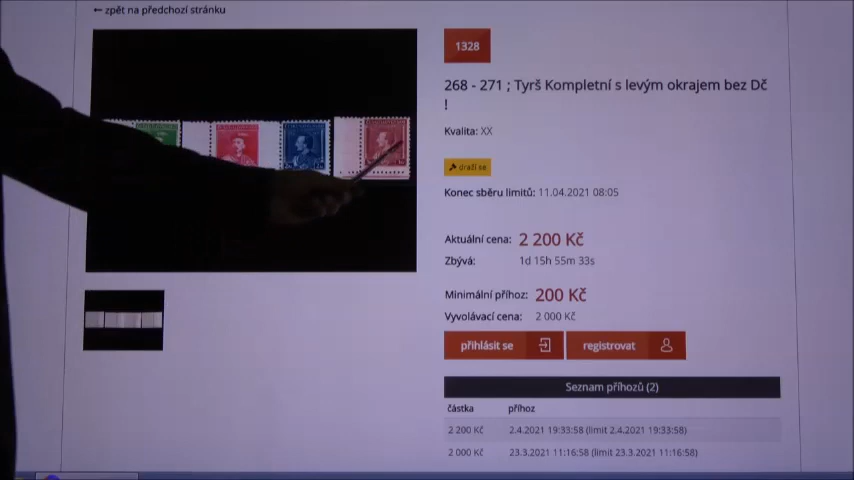 ← zpět na předchozí stránku
1328
268 - 271 ; Tyrš Kompletní s levým okrajem bez Dč
!
Kvalita: XX
draží se
Konec sběru limitů: 11.04.2021 08:05
Aktuální cena: 2 200 Kč
Zbývá: 1d 15h 55m 33s
Minimální příhoz: 200 Kč
Vyvolávací cena: 2 000 Kč
přihlásit se
registrovat
Seznam příhozů (2)
částka příhoz
2 200 Kč 2.4.2021 19:33:58 (limit 2.4.2021 19:33:58)
2 000 Kč 23.3.2021 11:16:58 (limit 23.3.2021 11:16:58)